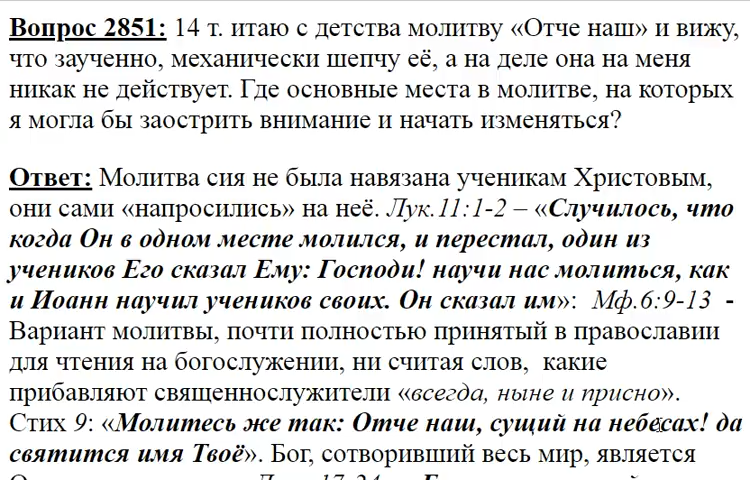 Вопрос 2851: 14 т. итаю с детства молитву «Отче наш» и вижу,
что заученно, механически шепчу её, а на деле она на меня
никак не действует. Где основные места в молитве, на которых
я могла бы заострить внимание и начать изменяться?
Ответ: Молитва сия не была навязана ученикам Христовым,
они сами «напросились» на неё. Лук.11:1-2 – «Случилось, что
когда Он в одном месте молился, и перестал, один из
учеников Его сказал Ему: Господи! научи нас молиться, как
и Иоанн научил учеников своих. Он сказал им»: Мф.6:9-13 -
Вариант молитвы, почти полностью принятый в православии
для чтения на богослужении, ни считая слов, какие
прибавляют священнослужители «всегда, ныне и присно».
Стих 9: «Молитесь же так: Отче наш, сущий на небесах! да
святится имя Твоё». Бог, сотворивший весь мир, является